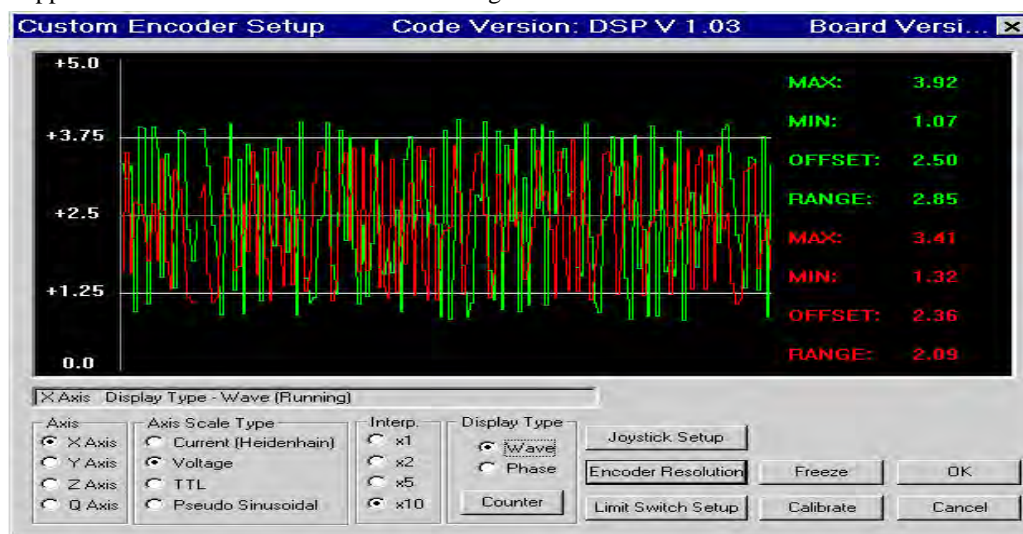 Custom Encoder Setup Code Version: DSP V 1.03 Board Versi...
+5.0
+3.75
+2.5
+1.25
0.0
MAX: 3.92
MIN: 1.07
OFFSET: 2.50
RANGE: 2.85
MAX: 3.41
MIN: 1.32
OFFSET: 2.36
RANGE: 2.09
X Axis Display Type - Wave (Running)
Axis
X Axis
Y Axis
Z Axis
Q Axis
Axis Scale Type
Current (Heidenhain)
Voltage
TTL
Pseudo Sinusoidal
Interp.
x1
x2
x5
x10
Display Type
Wave
Phase
Counter
Joystick Setup
Encoder Resolution
Limit Switch Setup
Freeze
Calibrate
OK
Cancel